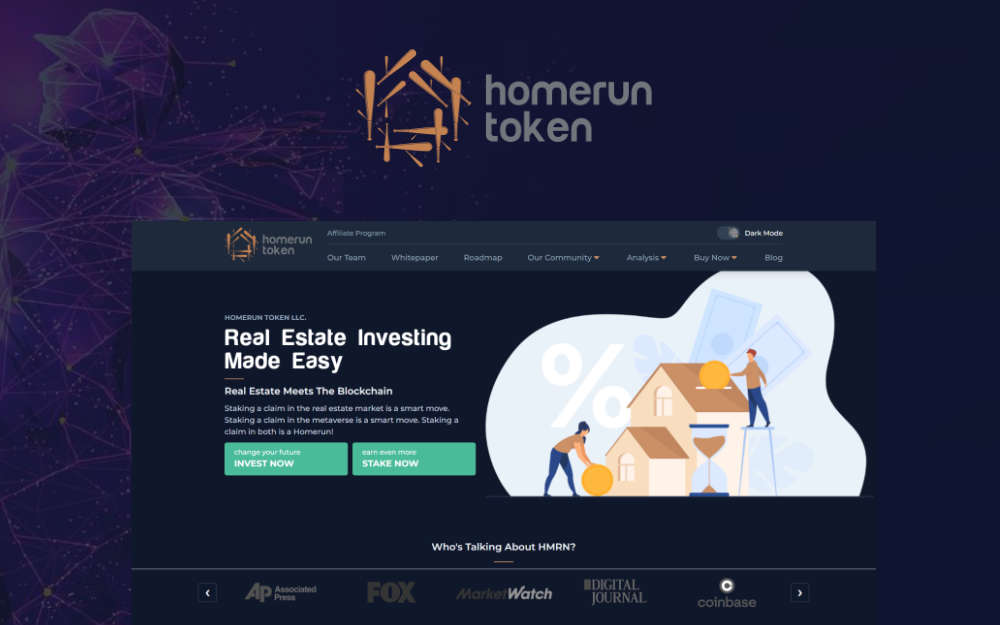 homerun
token
homerun
token
Affiliate Program
Dark Mode
Our Team Whitepaper Roadmap Our Community Analysis Buy Now Blog
HOMERUN TOKEN LLC.
Real Estate Investing
Made Easy
Real Estate Meets The Blockchain
Staking a claim in the real estate market is a smart move.
Staking a claim in the metaverse is a smart move. Staking a
claim in both is a Homerun!
change your future
INVEST NOW
earn even more
STAKE NOW
%
Who's Talking About HMRN?
AP Associated
Press
FOX
MarketWatch
DIGITAL
JOURNAL
coinbase